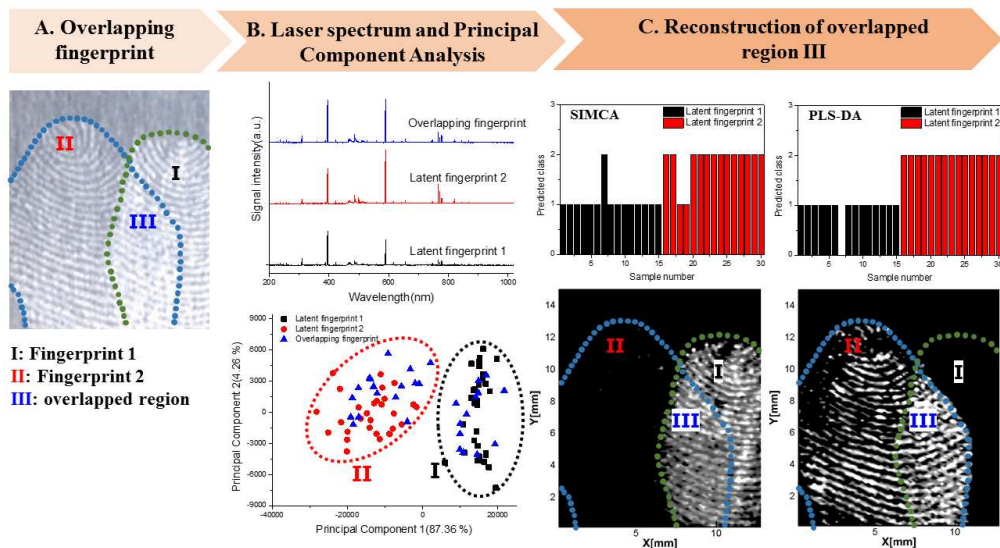 A. Overlapping
fingerprint
B. Laser spectrum and Principal
Component Analysis
C. Reconstruction of overlapped
region III
II
I
III
I: Fingerprint 1
II: Fingerprint 2
III: overlapped region
Signal intensity(a.u.)
Overlapping fingerprint
Latent fingerprint 2
Latent fingerprint 1
200 400 600 800 1000
Wavelength(nm)
Principal Component 2(4.26 %)
9000
6000
3000
0
-3000
-6000
-9000
Latent fingerprint 1
Latent fingerprint 2
Overlapping fingerprint
II
I
-40000 -20000 0 20000
Principal Component 1(87.36 %)
SIMCA
Latent fingerprint 1
Latent fingerprint 2
Predicted class
3
2
1
0
5 10 15 20 25 30
Sample number
PLS-DA
Latent fingerprint 1
Latent fingerprint 2
Predicted class
3
2
1
0
5 10 15 20 25 30
Sample number
14
12
10
8
6
4
2
Y[mm]
II
I
III
5 10
X[mm]
14
12
10
8
6
4
2
Y[mm]
II
I
III
5 10
X[mm]